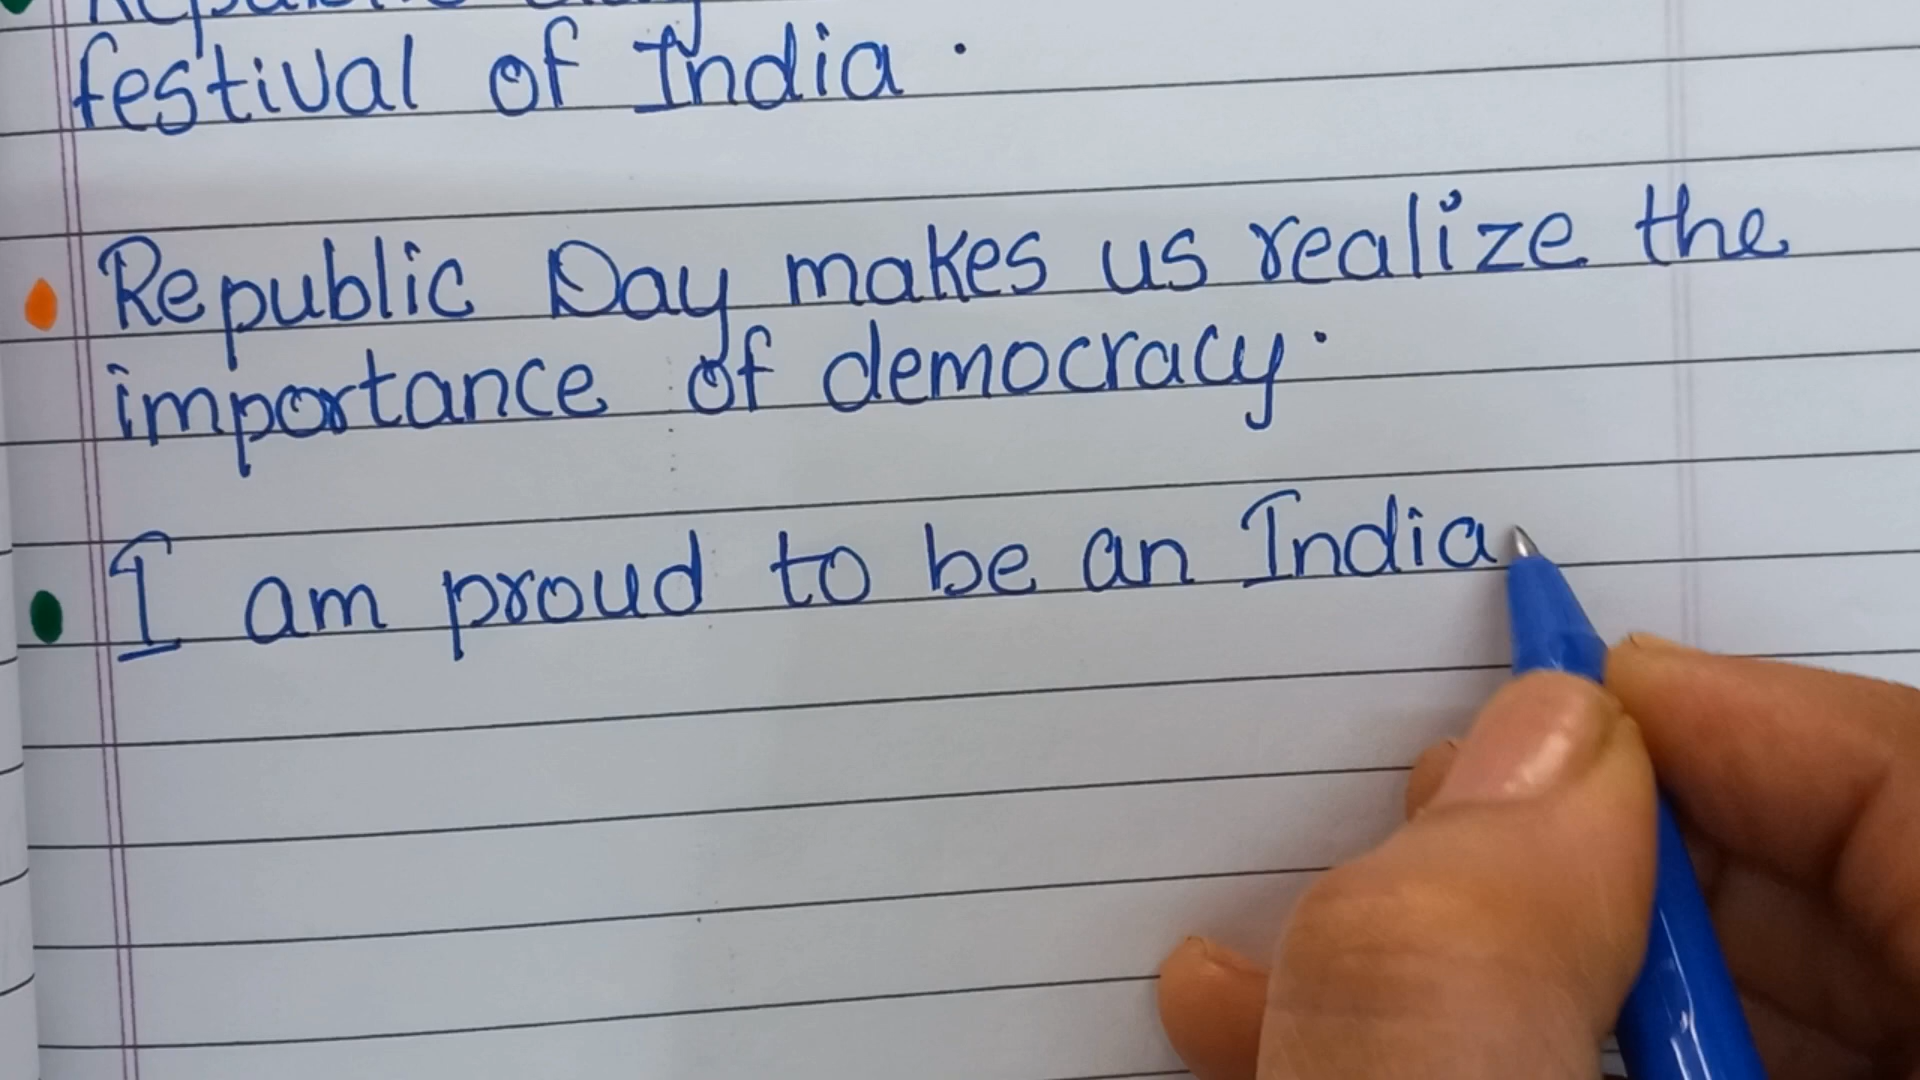 festival of India.
Republic Day makes us realize the
importance of democracy.
I am proud to be an India